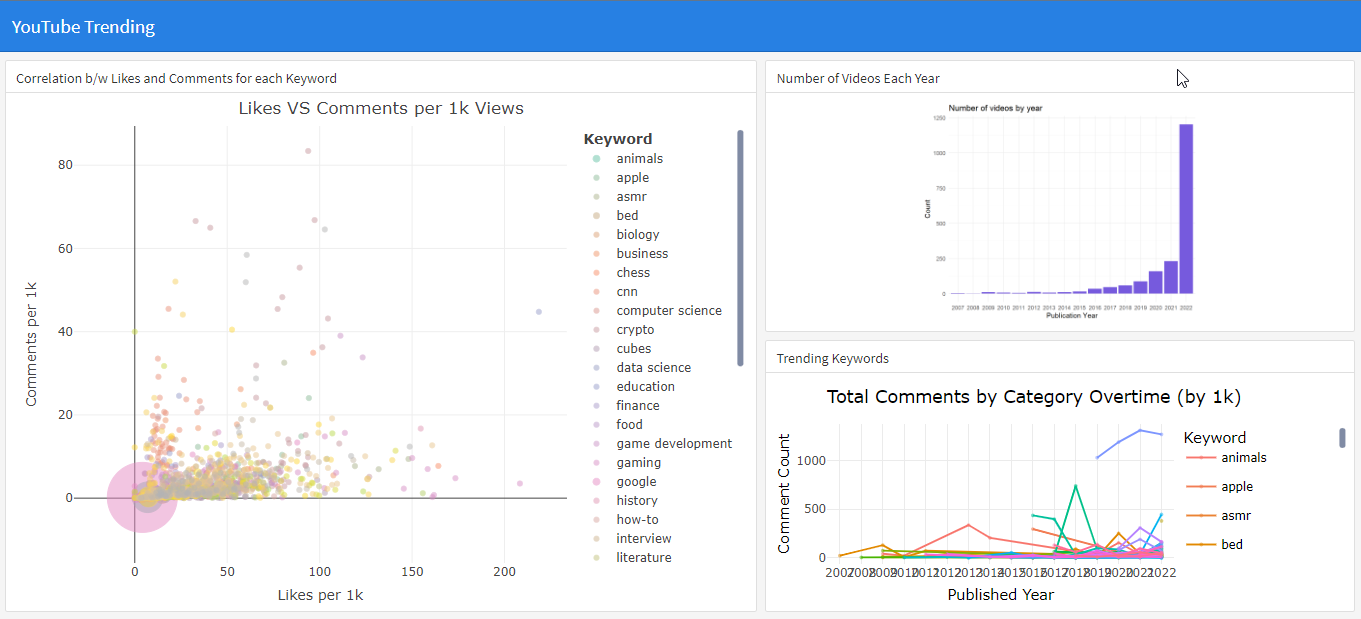 YouTube Trending
Correlation b/w Likes and Comments for each Keyword
Likes VS Comments per 1k Views
Comments per 1k
80
60
40
20
0
0 50 100 150 200
Likes per 1k
Keyword
animals
apple
asmr
bed
biology
business
chess
cnn
computer science
crypto
cubes
data science
education
finance
food
game development
gaming
google
history
how-to
interview
literature
Number of Videos Each Year
Number of videos by year
Count
1250
1000
750
500
250
0
2007 2008 2009 2010 2011 2012 2013 2014 2015 2016 2017 2018 2019 2020 2021 2022
Publication Year
Trending Keywords
Total Comments by Category Overtime (by 1k)
Comment Count
1000
500
0
2007 2008 2009 2010 2011 2012 2013 2014 2015 2016 2017 2018 2019 2020 2021 2022
Published Year
Keyword
animals
apple
asmr
bed